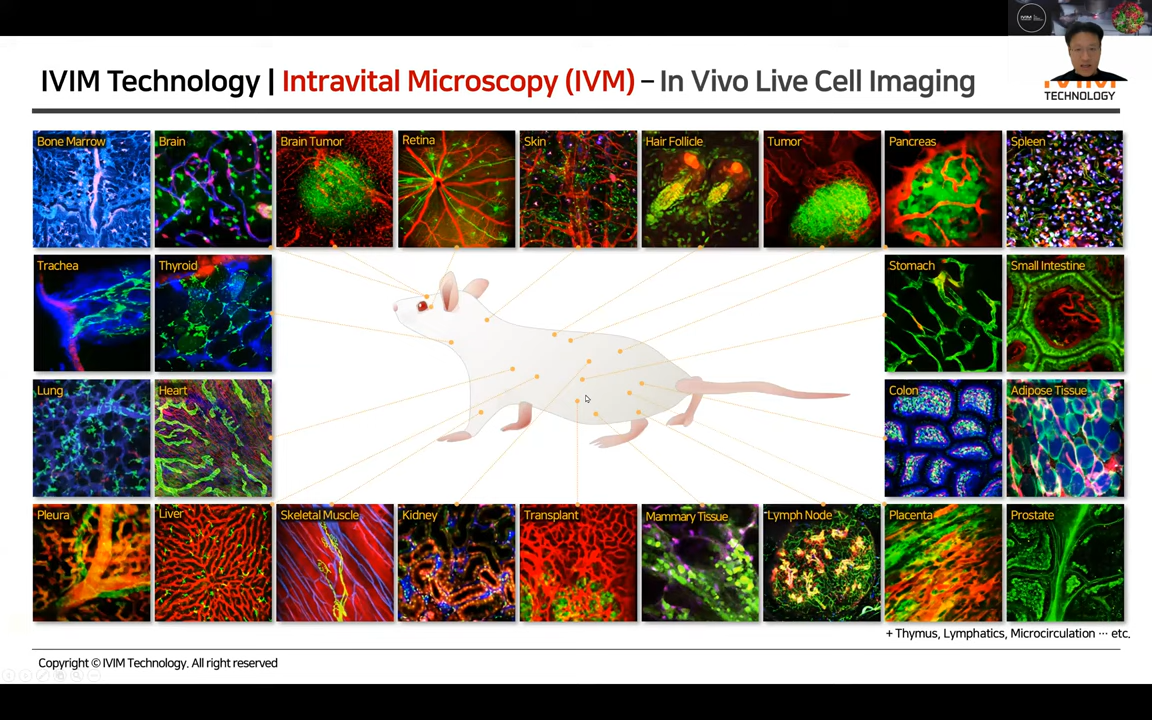 IVIM
IVIM Technology | Intravital Microscopy (IVM) – In Vivo Live Cell Imaging
TECHNOLOGY
Bone Marrow
Brain
Brain Tumor
Retina
Skin
Hair Follicle
Tumor
Pancreas
Spleen
Trachea
Thyroid
Stomach
Small Intestine
Lung
Heart
Colon
Adipose Tissue
Pleura
Liver
Skeletal Muscle
Kidney
Transplant
Mammary Tissue
Lymph Node
Placenta
Prostate
+ Thymus, Lymphatics, Microcirculation ··· etc.
Copyright © IVIM Technology. All right reserved